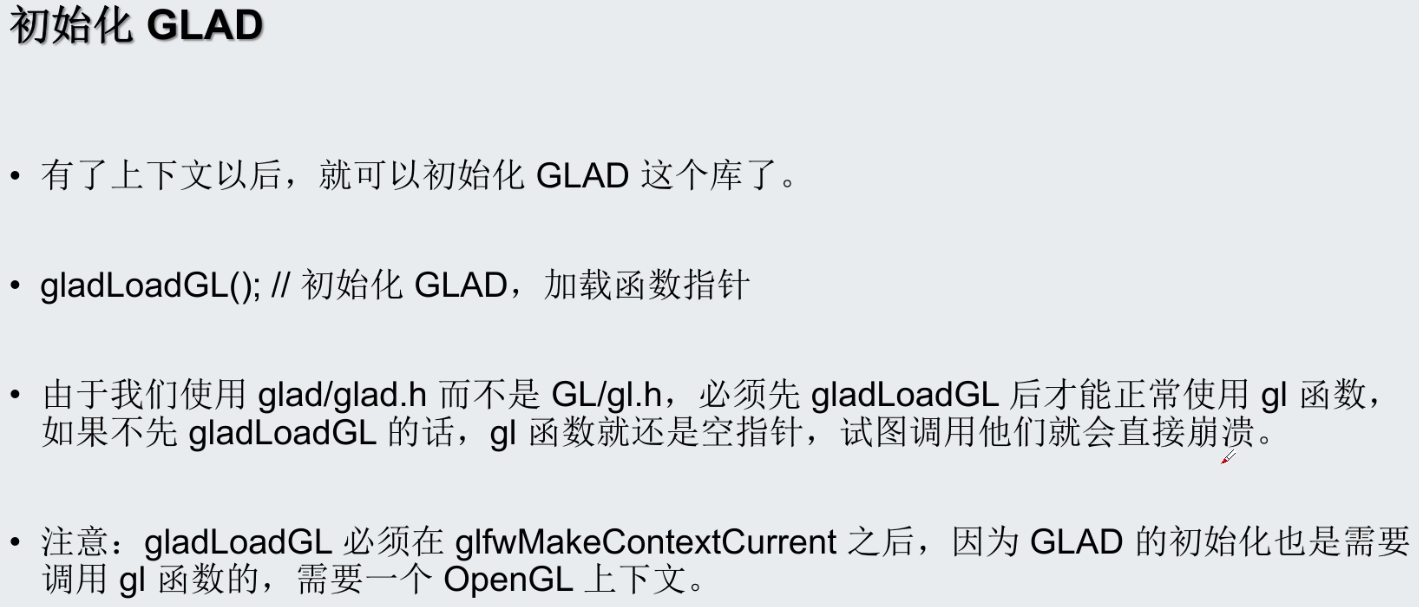 初始化 GLAD
• 有了上下文以后，就可以初始化 GLAD 这个库了。
• gladLoadGL(); // 初始化 GLAD，加载函数指针
• 由于我们使用 glad/glad.h 而不是 GL/gl.h，必须先 gladLoadGL 后才能正常使用 gl 函数，
如果不先 gladLoadGL 的话，gl 函数就还是空指针，试图调用他们就会直接崩溃。
• 注意：gladLoadGL 必须在 glfwMakeContextCurrent 之后，因为 GLAD 的初始化也是需要
调用 gl 函数的，需要一个 OpenGL 上下文。